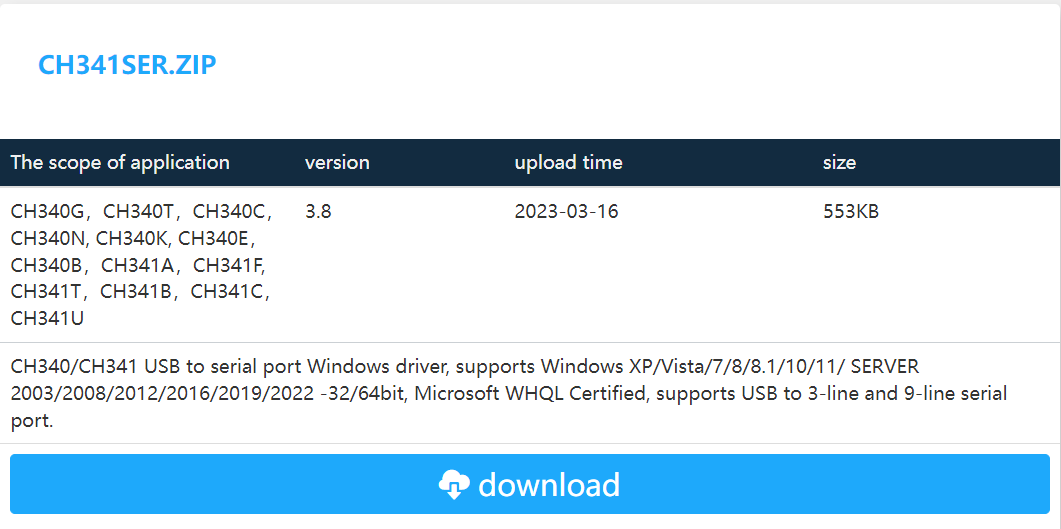 CH341SER.ZIP
The scope of application version upload time size
CH340G，CH340T，CH340C， 3.8 2023-03-16 553KB
CH340N, CH340K, CH340E，
CH340B，CH341A，CH341F,
CH341T，CH341B，CH341C，
CH341U
CH340/CH341 USB to serial port Windows driver, supports Windows XP/Vista/7/8/8.1/10/11/ SERVER
2003/2008/2012/2016/2019/2022 -32/64bit, Microsoft WHQL Certified, supports USB to 3-line and 9-line serial
port.
download